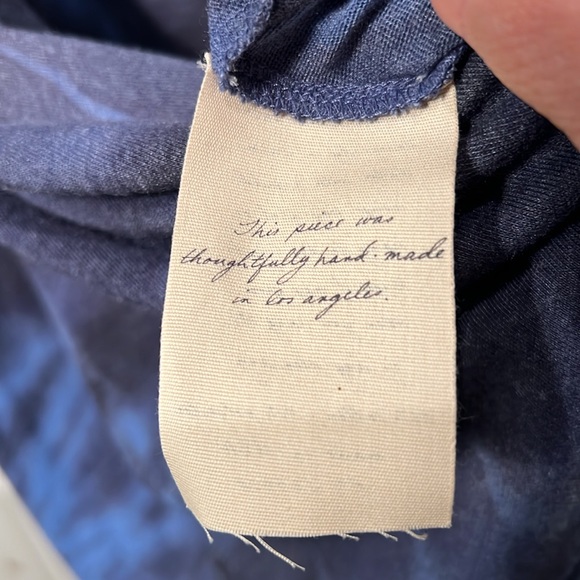 This piece was
thoughtfully hand-made
in los angeles.